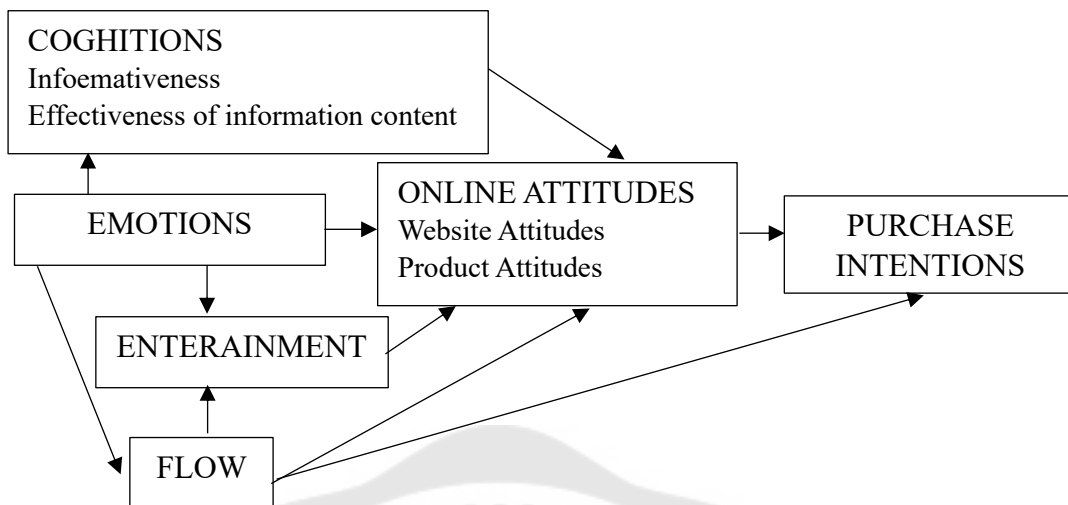 COGHITIONS
Infoemativeness
Effectiveness of information content
EMOTIONS
ONLINE ATTITUDES
Website Attitudes
Product Attitudes
PURCHASE
INTENTIONS
ENTERAINMENT
FLOW